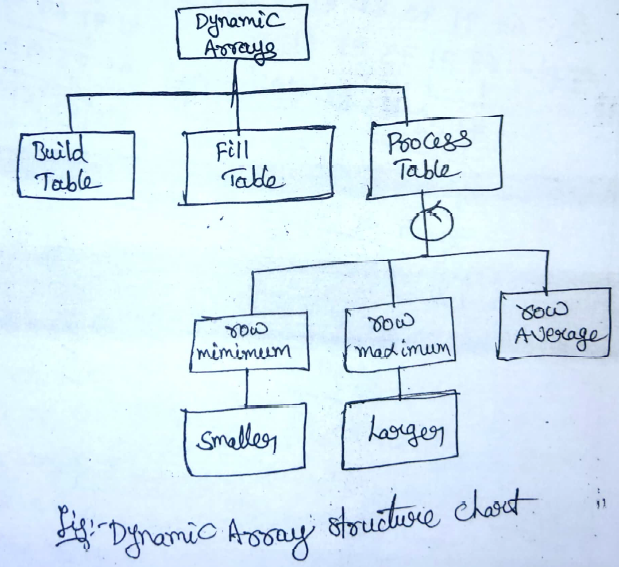 Dynamic
Arrays
Build
Table
Fill
Table
Process
Table
row
mimimum
row
maximum
row
Average
Smaller
Larger
Fig:- Dynamic Array structure chart